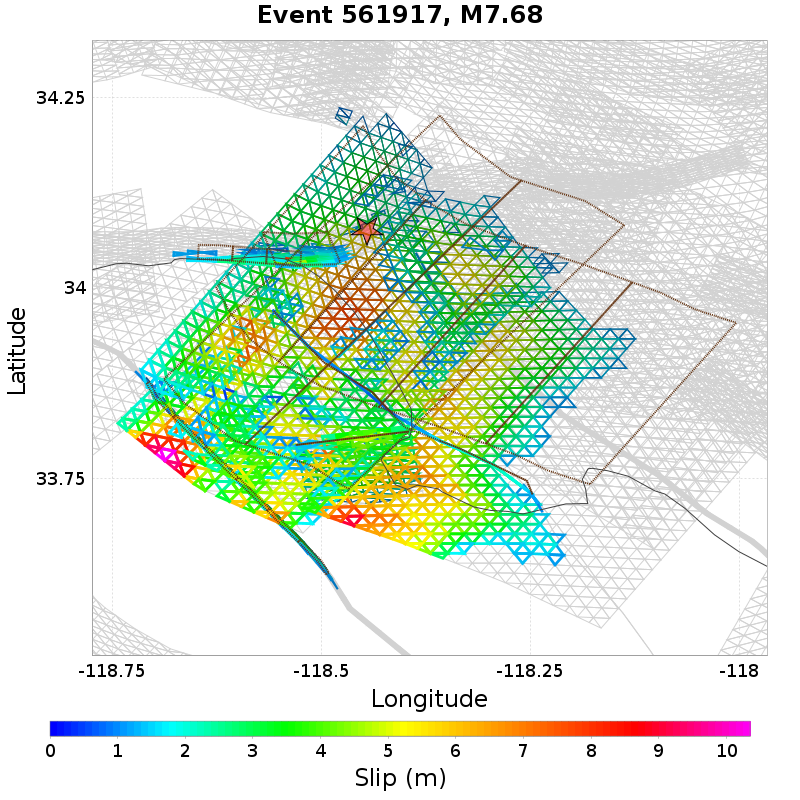 Event 561917, M7.68
34.25
34
33.75
Latitude
-118.75 -118.5 -118.25 -118
Longitude
0 1 2 3 4 5 6 7 8 9 10
Slip (m)